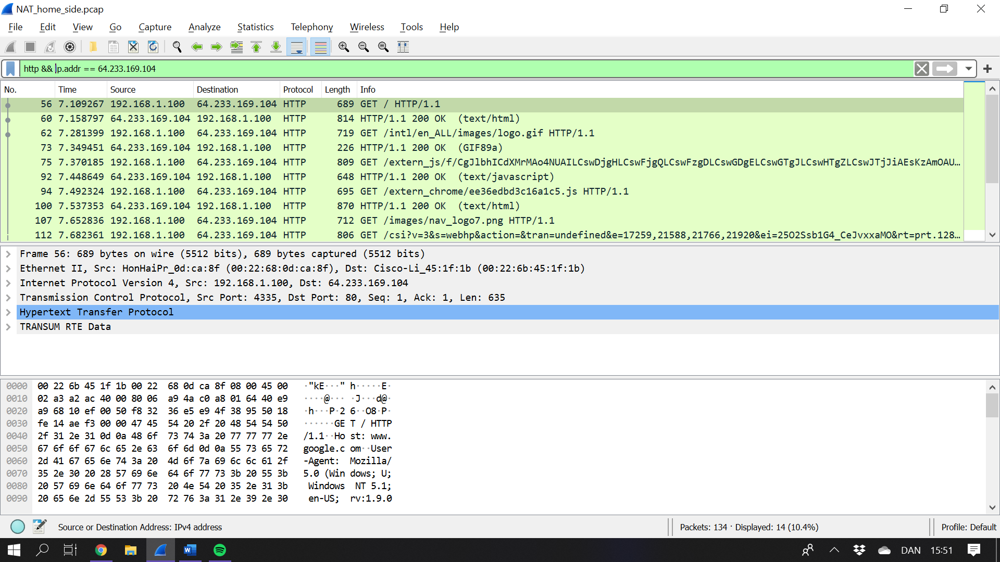 NAT_home_side.pcap
File Edit View Go Capture Analyze Statistics Telephony Wireless Tools Help
http && ip.addr == 64.233.169.104
No. Time Source Destination Protocol Length Info
56 7.109267 192.168.1.100 64.233.169.104 HTTP 689 GET / HTTP/1.1
60 7.158797 64.233.169.104 192.168.1.100 HTTP 814 HTTP/1.1 200 OK (text/html)
62 7.281399 192.168.1.100 64.233.169.104 HTTP 719 GET /intl/en_ALL/images/logo.gif HTTP/1.1
73 7.349451 64.233.169.104 192.168.1.100 HTTP 226 HTTP/1.1 200 OK (GIF89a)
75 7.370185 192.168.1.100 64.233.169.104 HTTP 809 GET /extern_js/f/CgJlbhICdXMrMAo4NUAILCswDjgHLCswFjgQLCswFzgDLCswGDgELCswGTgJLCswHTgZLCswJTjJiAEsKzAmOAU…
92 7.448649 64.233.169.104 192.168.1.100 HTTP 648 HTTP/1.1 200 OK (text/javascript)
94 7.492324 192.168.1.100 64.233.169.104 HTTP 695 GET /extern_chrome/ee36edbd3c16a1c5.js HTTP/1.1
100 7.537353 64.233.169.104 192.168.1.100 HTTP 870 HTTP/1.1 200 OK (text/html)
107 7.652836 192.168.1.100 64.233.169.104 HTTP 712 GET /images/nav_logo7.png HTTP/1.1
112 7.682361 192.168.1.100 64.233.169.104 HTTP 806 GET /csi?v=3&s=webhp&action=&tran=undefined&e=17259,21588,21766,21920&ei=25O2Ssb1G4_CeJvxxaMO&rt=prt.128…
Frame 56: 689 bytes on wire (5512 bits), 689 bytes captured (5512 bits)
Ethernet II, Src: HonHaiPr_0d:ca:8f (00:22:68:0d:ca:8f), Dst: Cisco-Li_45:1f:1b (00:22:6b:45:1f:1b)
Internet Protocol Version 4, Src: 192.168.1.100, Dst: 64.233.169.104
Transmission Control Protocol, Src Port: 4335, Dst Port: 80, Seq: 1, Ack: 1, Len: 635
Hypertext Transfer Protocol
TRANSUM RTE Data
0000 00 22 6b 45 1f 1b 00 22 68 0d ca 8f 08 00 45 00 ·"kE···" h·····E·
0010 02 a3 a2 ac 40 00 80 06 a9 4a c0 a8 01 64 40 e9 ····@··· ·J···d@·
0020 a9 68 10 ef 00 50 f8 32 36 e5 e9 4f 38 95 50 18 ·h···P·2 6··O8·P·
0030 fe 14 ae f3 00 00 47 45 54 20 2f 20 48 54 54 50 ······GE T / HTTP
0040 2f 31 2e 31 0d 0a 48 6f 73 74 3a 20 77 77 77 2e /1.1··Ho st: www.
0050 67 6f 6f 67 6c 65 2e 63 6f 6d 0d 0a 55 73 65 72 google.c om··User
0060 2d 41 67 65 6e 74 3a 20 4d 6f 7a 69 6c 6c 61 2f -Agent: Mozilla/
0070 35 2e 30 20 28 57 69 6e 64 6f 77 73 3b 20 55 3b 5.0 (Win dows; U;
0080 20 57 69 6e 64 6f 77 73 20 4e 54 20 35 2e 31 3b Windows NT 5.1;
0090 20 65 6e 2d 55 53 3b 20 72 76 3a 31 2e 39 2e 30 en-US; rv:1.9.0
Source or Destination Address: IPv4 address Packets: 134 · Displayed: 14 (10.4%) Profile: Default
DAN 15:51